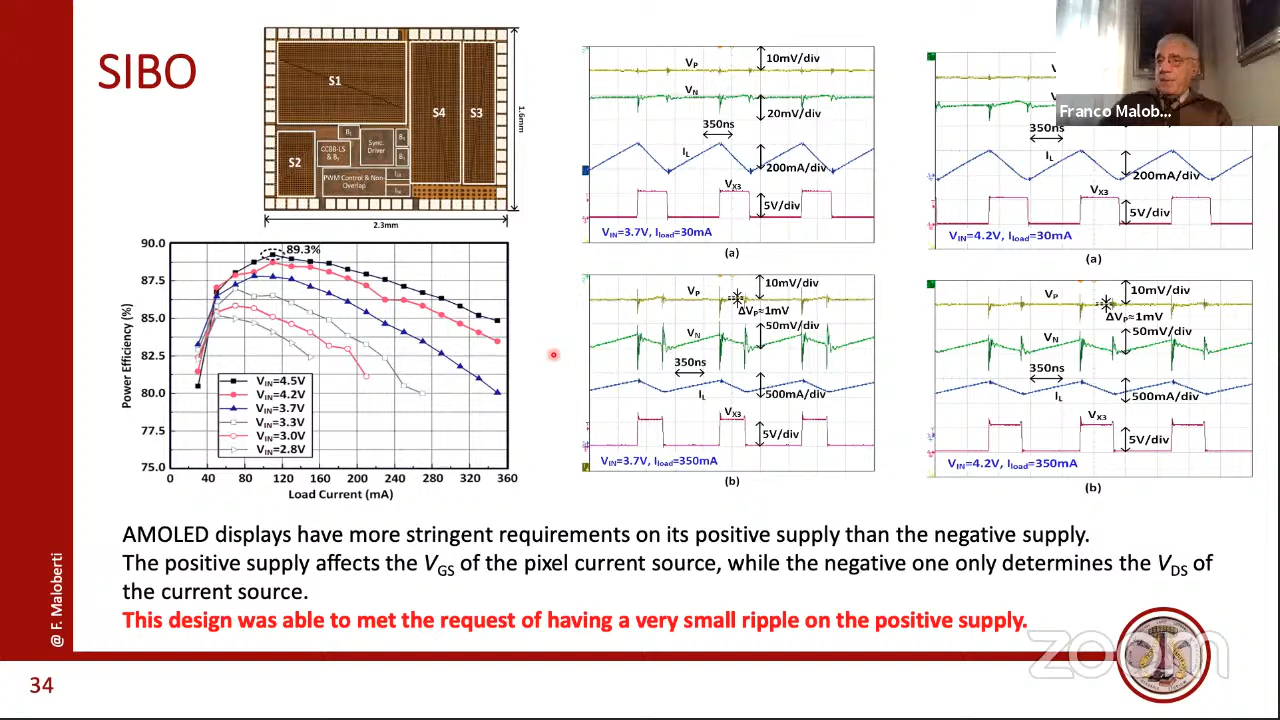 SIBO
S1
S4
S3
S2
B₁
Sync. Driver
CCBB-LS & B₅
PWM Control & Non-Overlap
1.6mm
2.3mm
90.0
87.5
85.0
82.5
80.0
77.5
75.0
Power Efficiency (%)
89.3%
V_IN=4.5V
V_IN=4.2V
V_IN=3.7V
V_IN=3.3V
V_IN=3.0V
V_IN=2.8V
0 40 80 120 160 200 240 280 320 360
Load Current (mA)
V_P
10mV/div
V_N
20mV/div
350ns
I_L
200mA/div
V_X3
5V/div
V_IN=3.7V, I_load=30mA
(a)
V_P
10mV/div
ΔV_P≈1mV
V_N
50mV/div
350ns
I_L
500mA/div
V_X3
5V/div
V_IN=3.7V, I_load=350mA
(b)
350ns
I_L
200mA/div
V_X3
5V/div
V_IN=4.2V, I_load=30mA
(a)
V_P
10mV/div
ΔV_P≈1mV
V_N
50mV/div
350ns
I_L
500mA/div
V_X3
5V/div
V_IN=4.2V, I_load=350mA
(b)
Franco Malob...
AMOLED displays have more stringent requirements on its positive supply than the negative supply.
The positive supply affects the V_GS of the pixel current source, while the negative one only determines the V_DS of
the current source.
This design was able to met the request of having a very small ripple on the positive supply.
@ F. Maloberti
34
zoom